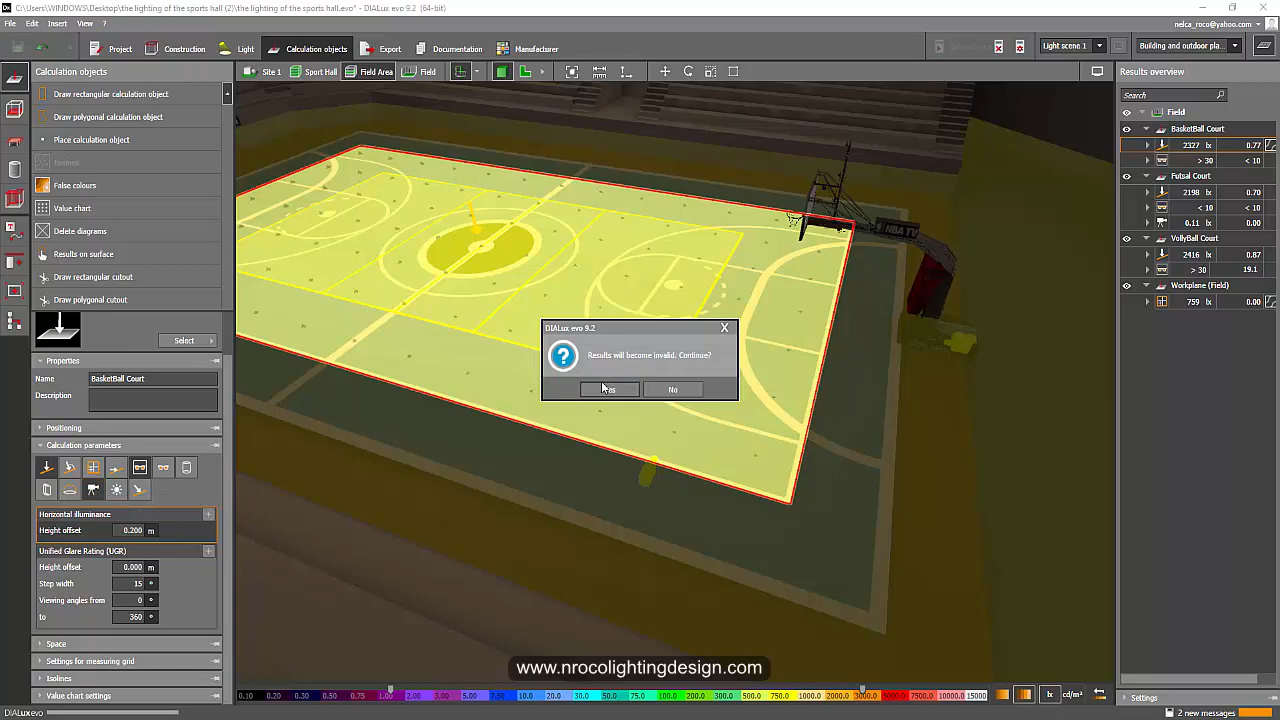 C:\Users\WINDOWS\Desktop\the lighting of the sports hall (2)\the lighting of the sports hall.evo* - DIALux evo 9.2 (64-bit)
File Edit Insert View ?
nelca_roco@yahoo.com
Project Construction Light Calculation objects Export Documentation Manufacturer
Light scene 1 Building and outdoor pla...
Calculation objects
Site 1 Sport Hall Field Area Field
Results overview
Draw rectangular calculation object
Draw polygonal calculation object
Place calculation object
False colours
Value chart
Delete diagrams
Results on surface
Draw rectangular cutout
Draw polygonal cutout
Select
Properties
Name BasketBall Court
Description
Positioning
Calculation parameters
Horizontal illuminance
Height offset 0.200 m
Unified Glare Rating (UGR)
Height offset 0.000 m
Step width 15 °
Viewing angles from 0 °
to 360 °
Space
Settings for measuring grid
Isolines
Value chart settings
DIALuxevo
NBA TV
DIALux evo 9.2 X
Results will become invalid. Continue?
No
www.nrocolightingdesign.com
0.10 0.20 0.30 0.50 0.75 1.00 2.00 3.00 5.00 7.50 10.0 20.0 30.0 50.0 75.0 100.0 200.0 300.0 500.0 750.0 1000.0 2000.0 3000.0 5000.0 7500.0 10000.0 15000 lx cd/m²
Search
Field
BasketBall Court
2327 lx 0.77
> 30 < 10
Futsal Court
2198 lx 0.70
< 10 < 10
0.11 lx 0.00
VollyBall Court
2416 lx 0.87
> 30 19.1
Workplane (Field)
759 lx 0.00
Settings
2 new messages